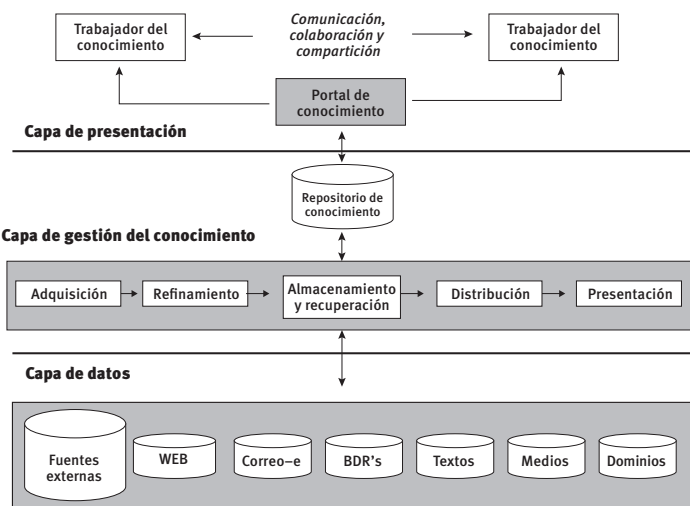 Trabajador del
conocimiento
Comunicación,
colaboración y
compartición
Trabajador del
conocimiento
Portal de
conocimiento
Capa de presentación
Repositorio de
conocimiento
Capa de gestión del conocimiento
Adquisición
Refinamiento
Almacenamiento
y recuperación
Distribución
Presentación
Capa de datos
Fuentes
externas
WEB
Correo–e
BDR's
Textos
Medios
Dominios